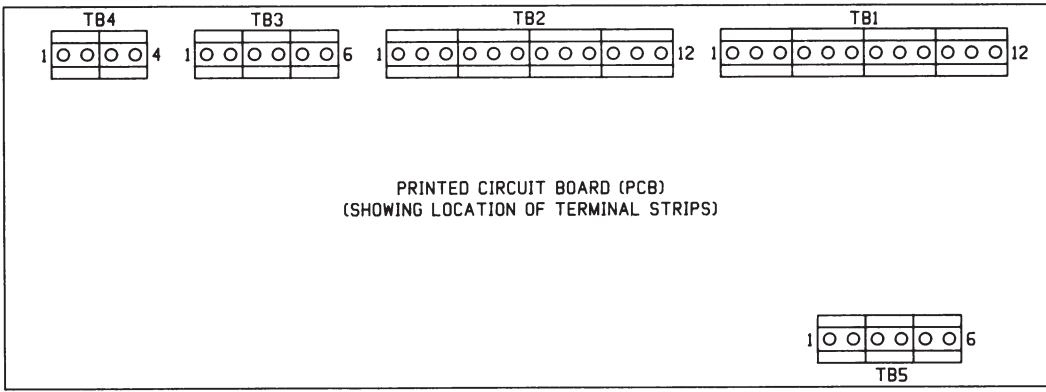 TB4 TB3 TB2 TB1
1 4 1 6 1 12 1 12
PRINTED CIRCUIT BOARD (PCB)
(SHOWING LOCATION OF TERMINAL STRIPS)
1 6
TB5